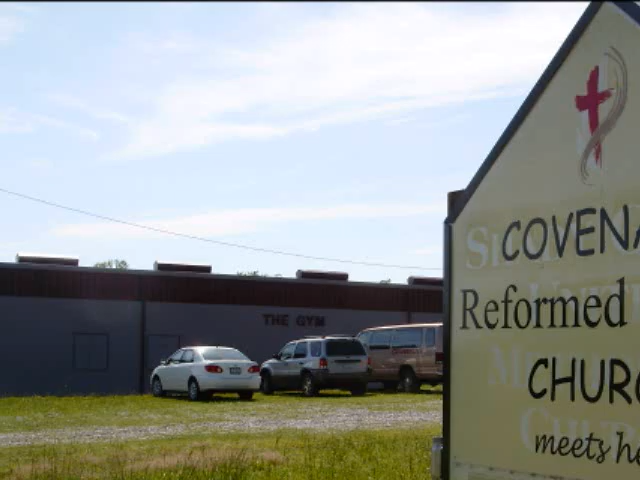 THE GYM
COVENA
Reformed
CHURC
meets he